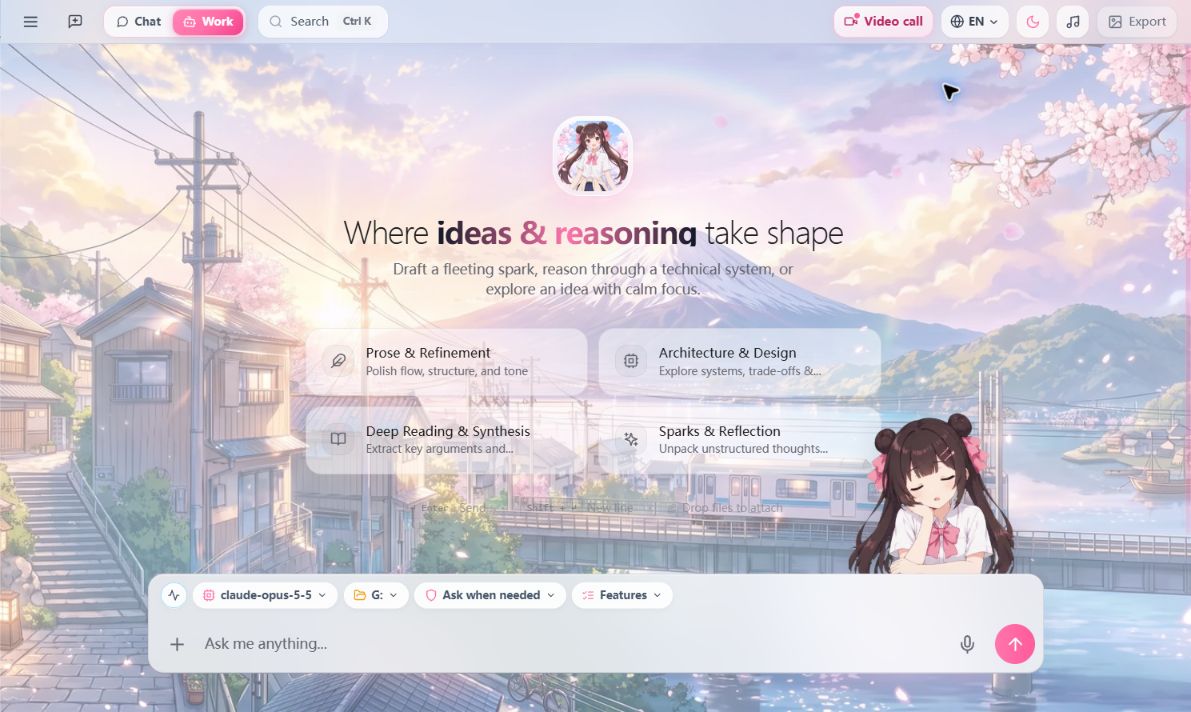 Chat
Work
Search Ctrl K
Video call
EN
Export
Where ideas & reasoning take shape
Draft a fleeting spark, reason through a technical system, or
explore an idea with calm focus.
Prose & Refinement
Polish flow, structure, and tone
Architecture & Design
Explore systems, trade-offs &...
Deep Reading & Synthesis
Extract key arguments and...
Sparks & Reflection
Unpack unstructured thoughts...
Enter Send
Shift + New line
Drop files to attach
claude-opus-5-5
G:
Ask when needed
Features
Ask me anything...